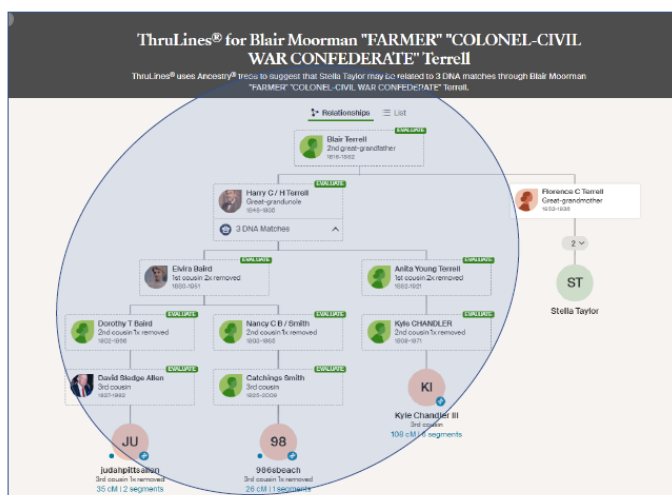 ThruLines® for Blair Moorman "FARMER" "COLONEL-CIVIL
WAR CONFEDERATE" Terrell
ThruLines® uses Ancestry® trees to suggest that Stella Taylor may be related to 3 DNA matches through Blair Moorman
"FARMER" "COLONEL-CIVIL WAR CONFEDERATE" Terrell.
Relationships List
EVALUATE
Blair Terrell
2nd great-grandfather
EVALUATE
Harry C / H Terrell
Great-granduncle
3 DNA Matches
Florence C Terrell
Great-grandmother
2
ST
Stella Taylor
EVALUATE
Elvira Baird
1st cousin 2x removed
EVALUATE
Anita Young Terrell
1st cousin 2x removed
EVALUATE
Dorothy T Baird
2nd cousin 1x removed
EVALUATE
Nancy C B / Smith
2nd cousin 1x removed
EVALUATE
Kyle CHANDLER
2nd cousin 1x removed
EVALUATE
David Sledge Allen
3rd cousin
EVALUATE
Catchings Smith
3rd cousin
KI
Kyle Chandler III
3rd cousin
JU
judahpittsallen
3rd cousin 1x removed
35 cM | 2 segments
98
986sbeach
3rd cousin 1x removed
26 cM | 1 segments